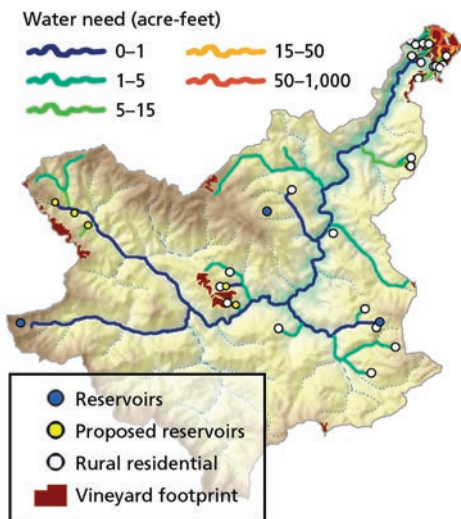 Water need (acre-feet)
0–1
15–50
1–5
50–1,000
5–15
Reservoirs
Proposed reservoirs
Rural residential
Vineyard footprint